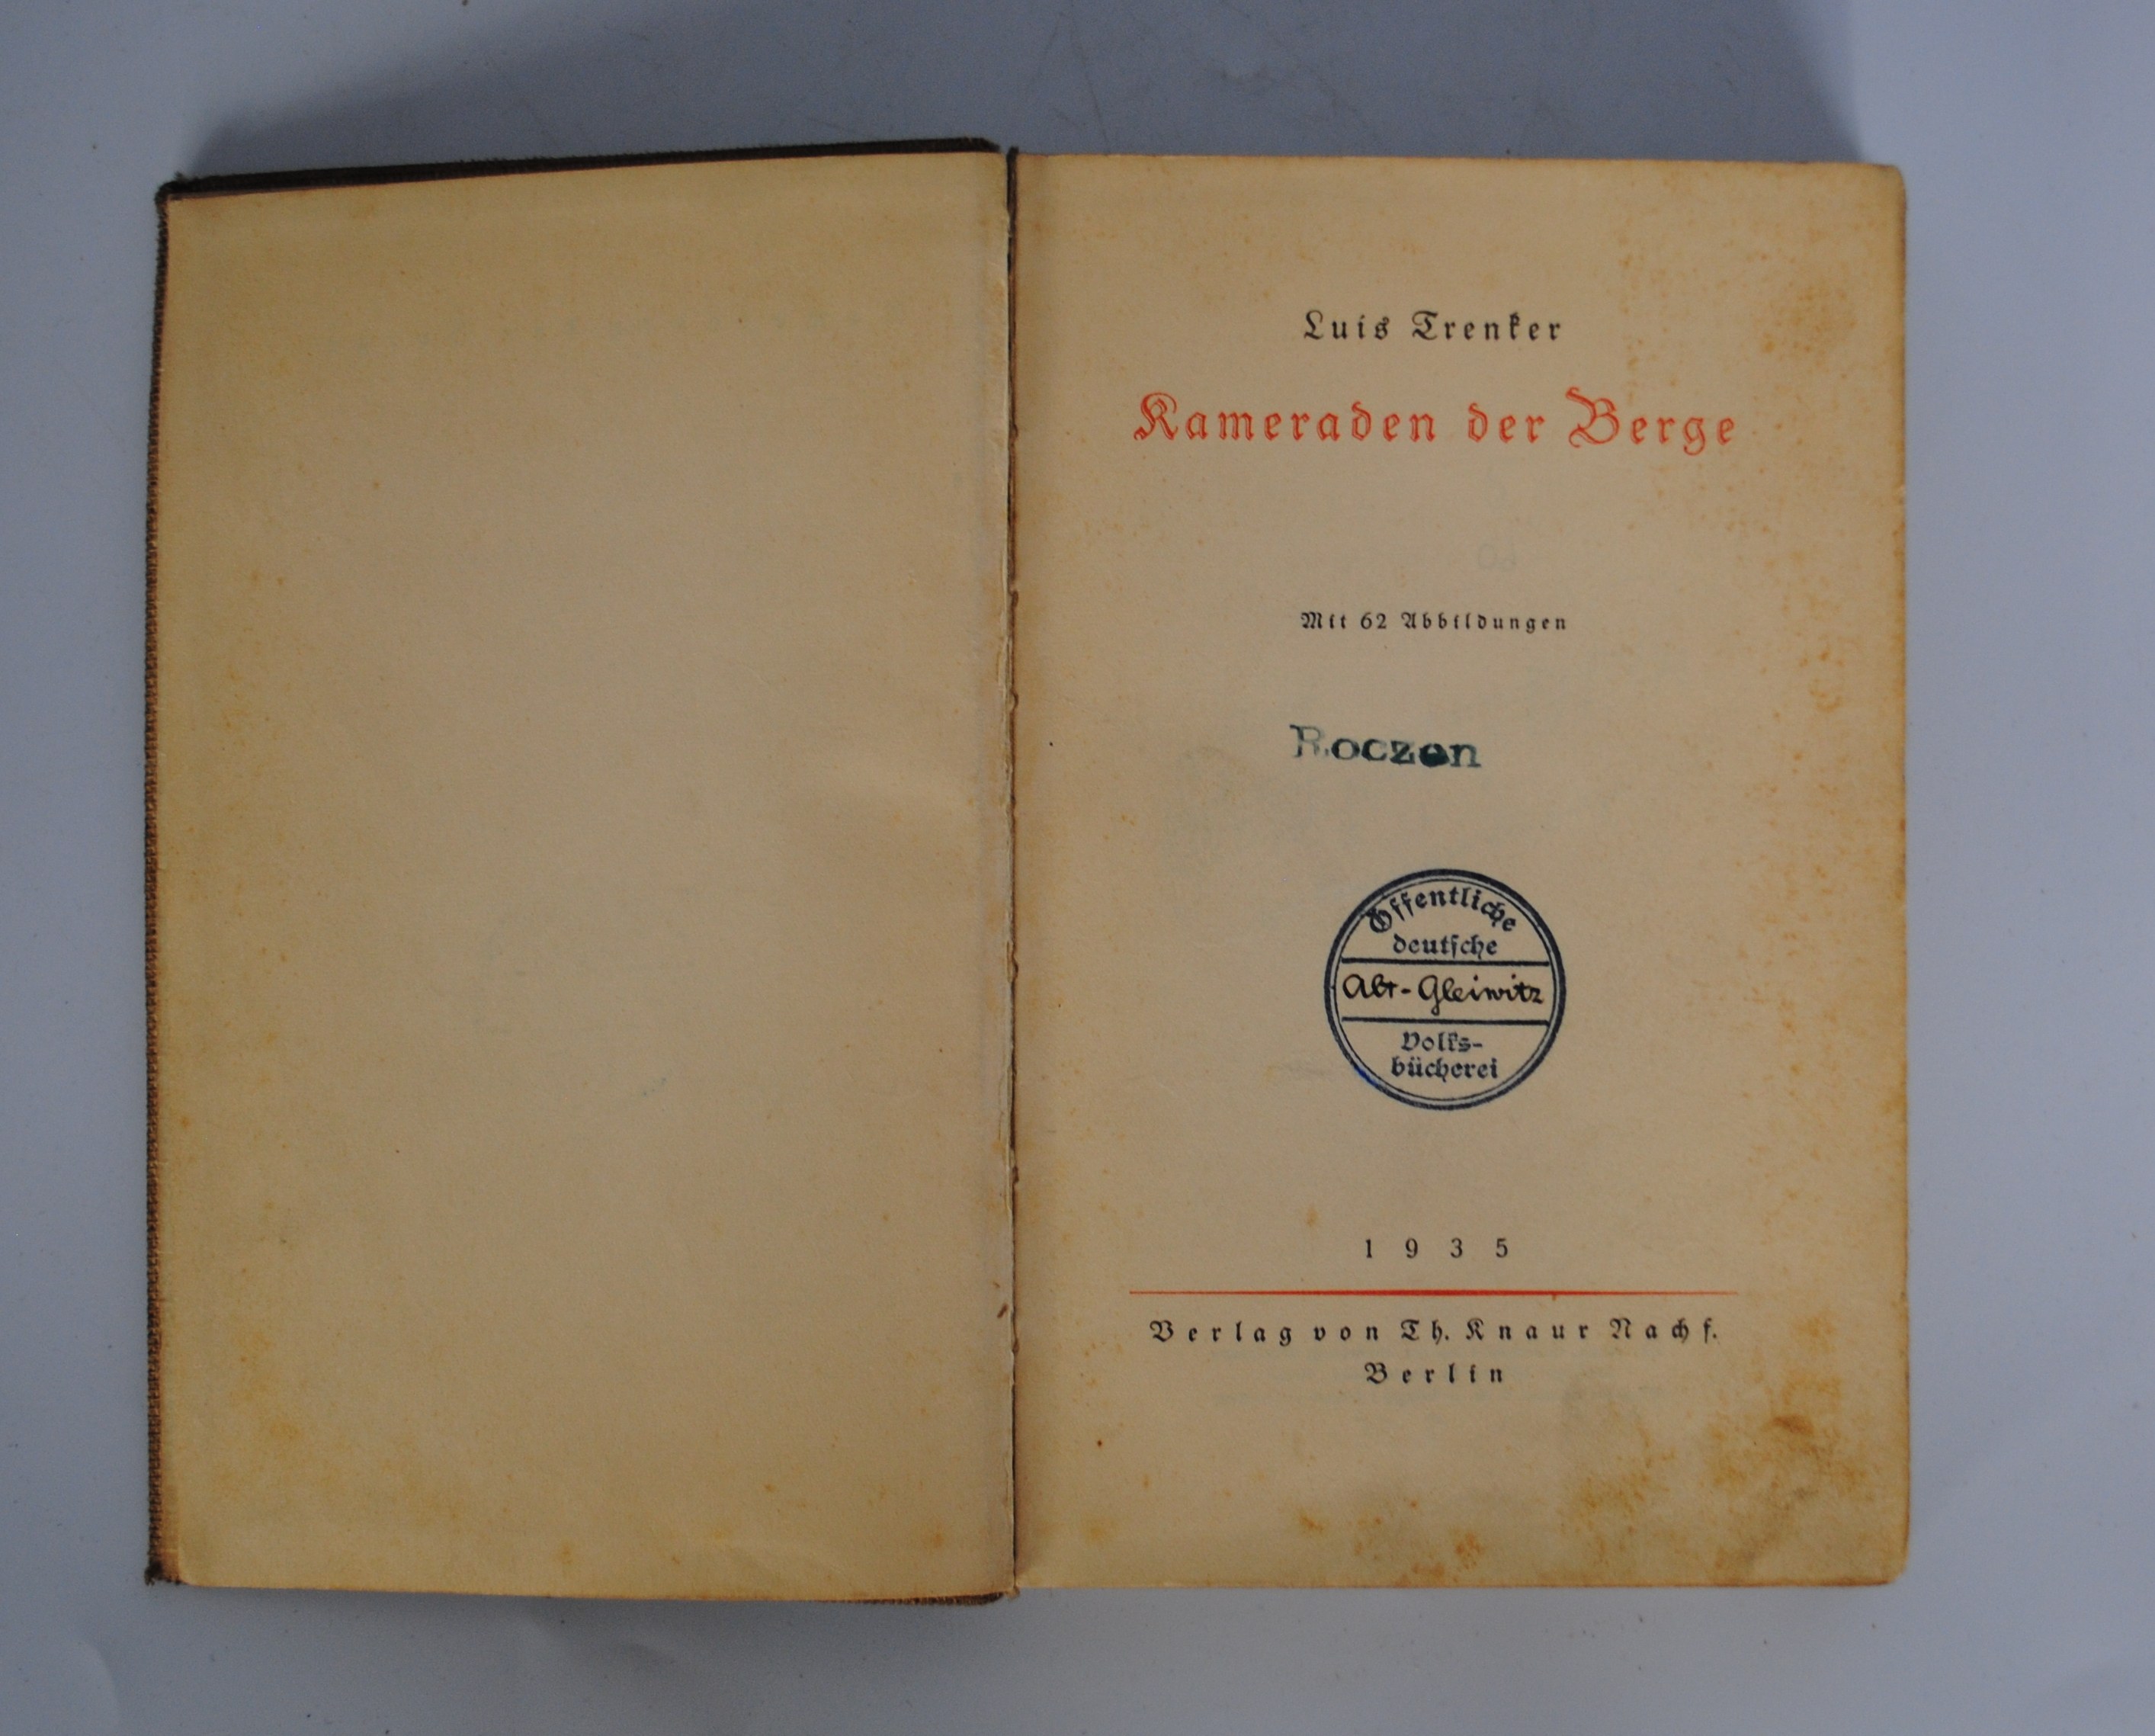 Luis Trenker
Kameraden der Berge
Mit 62 Abbildungen
Roczen
Öffentliche
deutsche
Alt-Gleiwitz
Volks-
bücherei
1935
Verlag von Th. Knaur Nachf.
Berlin